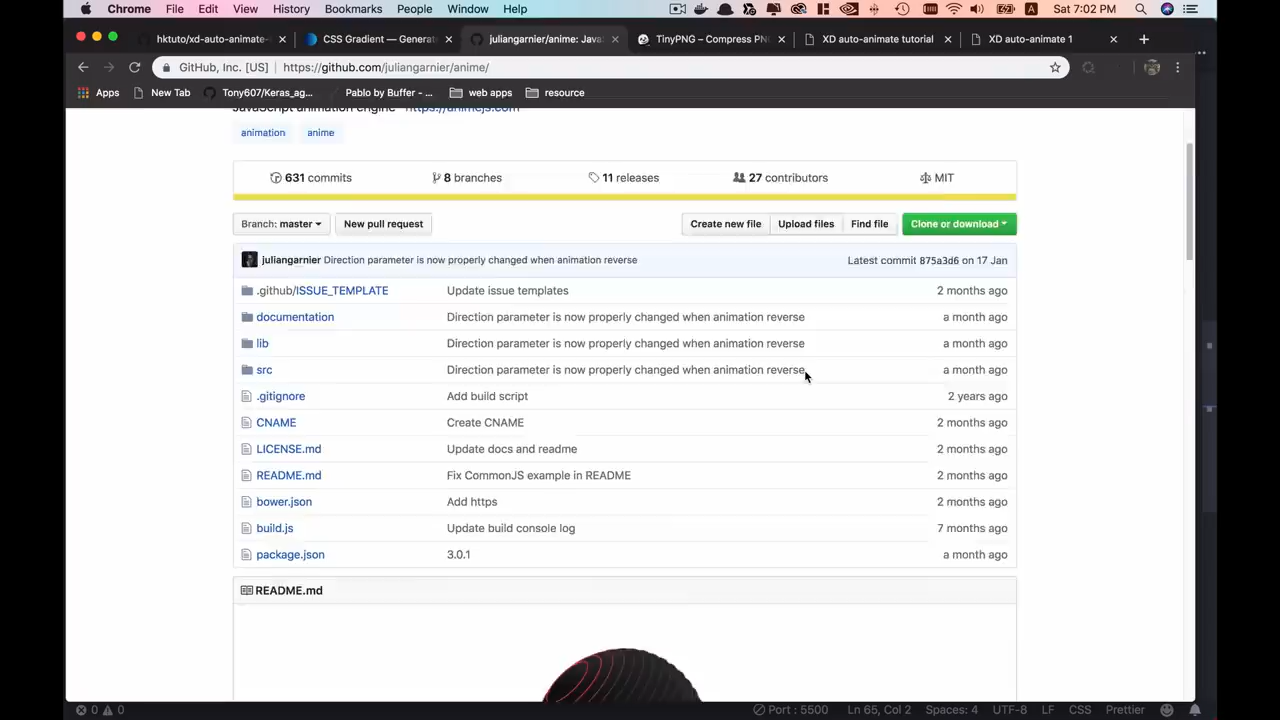 Chrome File Edit View History Bookmarks People Window Help Sat 7:02 PM
hktuto/xd-auto-animate- CSS Gradient — Generat juliangarnier/anime: Java TinyPNG – Compress PN XD auto-animate tutorial XD auto-animate 1
GitHub, Inc. [US] https://github.com/juliangarnier/anime/
Apps New Tab Tony607/Keras_ag... Pablo by Buffer - ... web apps resource
JavaScript animation engine https://animejs.com
animation anime
631 commits 8 branches 11 releases 27 contributors MIT
Branch: master New pull request Create new file Upload files Find file Clone or download
juliangarnier Direction parameter is now properly changed when animation reverse Latest commit 875a3d6 on 17 Jan
.github/ISSUE_TEMPLATE Update issue templates 2 months ago
documentation Direction parameter is now properly changed when animation reverse a month ago
lib Direction parameter is now properly changed when animation reverse a month ago
src Direction parameter is now properly changed when animation reverse a month ago
.gitignore Add build script 2 years ago
CNAME Create CNAME 2 months ago
LICENSE.md Update docs and readme 2 months ago
README.md Fix CommonJS example in README 2 months ago
bower.json Add https 2 months ago
build.js Update build console log 7 months ago
package.json 3.0.1 a month ago
README.md
0 0 Port : 5500 Ln 65, Col 2 Spaces: 4 UTF-8 LF CSS Prettier